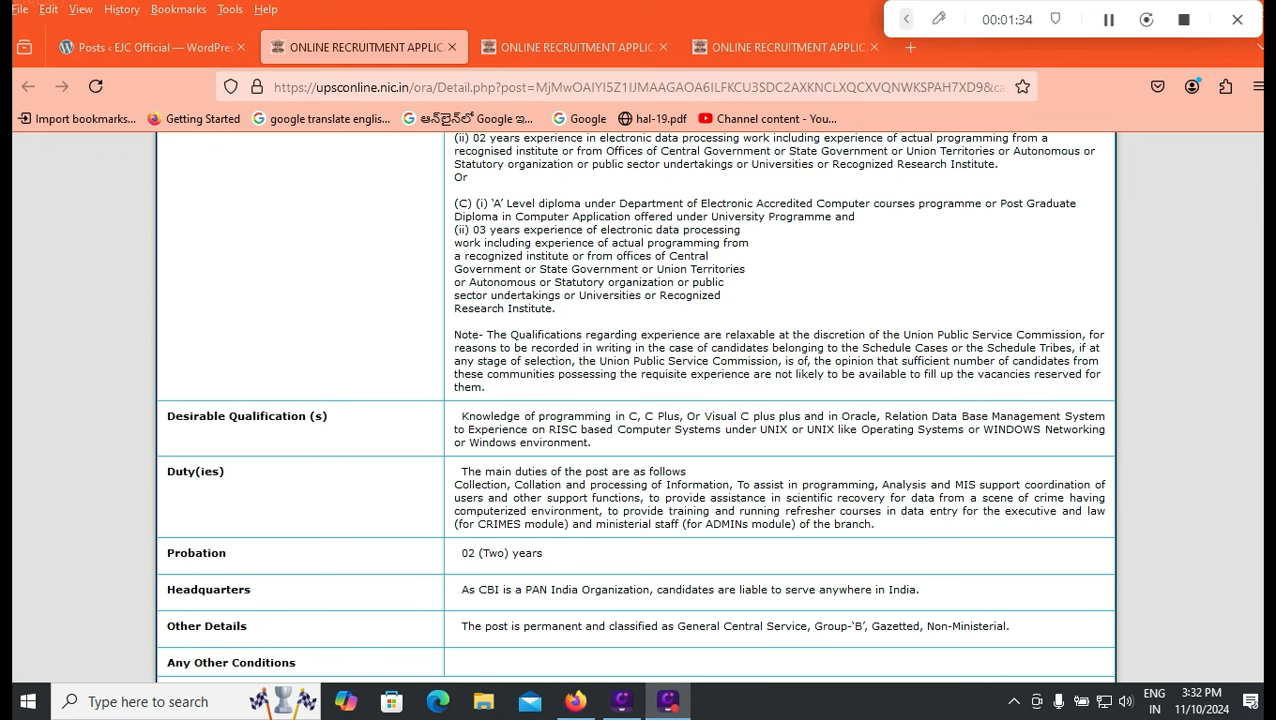 File Edit View History Bookmarks Tools Help
00:01:34
Posts ‹ EJC Official — WordPres
ONLINE RECRUITMENT APPLIC
ONLINE RECRUITMENT APPLIC
ONLINE RECRUITMENT APPLIC
Import bookmarks...
Getting Started
google translate englis...
ఆన్‌లైన్‌లో Google ఇ...
Google
hal-19.pdf
Channel content - You...
(ii) 02 years experience in electronic data processing work including experience of actual programming from a
recognised institute or from Offices of Central Government or State Government or Union Territories or Autonomous or
Statutory organization or public sector undertakings or Universities or Recognized Research Institute.
Or
(C) (i) ‘A’ Level diploma under Department of Electronic Accredited Computer courses programme or Post Graduate
Diploma in Computer Application offered under University Programme and
(ii) 03 years experience of electronic data processing
work including experience of actual programming from
a recognized institute or from offices of Central
Government or State Government or Union Territories
or Autonomous or Statutory organization or public
sector undertakings or Universities or Recognized
Research Institute.
Note- The Qualifications regarding experience are relaxable at the discretion of the Union Public Service Commission, for
reasons to be recorded in writing in the case of candidates belonging to the Schedule Cases or the Schedule Tribes, if at
any stage of selection, the Union Public Service Commission, is of, the opinion that sufficient number of candidates from
these communities possessing the requisite experience are not likely to be available to fill up the vacancies reserved for
them.
Desirable Qualification (s)
Knowledge of programming in C, C Plus, Or Visual C plus plus and in Oracle, Relation Data Base Management System
to Experience on RISC based Computer Systems under UNIX or UNIX like Operating Systems or WINDOWS Networking
or Windows environment.
Duty(ies)
The main duties of the post are as follows
Collection, Collation and processing of Information, To assist in programming, Analysis and MIS support coordination of
users and other support functions, to provide assistance in scientific recovery for data from a scene of crime having
computerized environment, to provide training and running refresher courses in data entry for the executive and law
(for CRIMES module) and ministerial staff (for ADMINs module) of the branch.
Probation
02 (Two) years
Headquarters
As CBI is a PAN India Organization, candidates are liable to serve anywhere in India.
Other Details
The post is permanent and classified as General Central Service, Group-‘B’, Gazetted, Non-Ministerial.
Any Other Conditions
Type here to search
ENG
IN
3:32 PM
11/10/2024